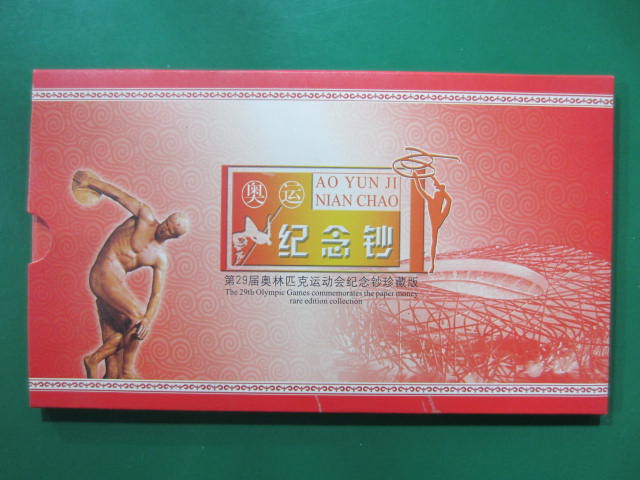 奥运
AO YUN JI
NIAN CHAO
纪念钞
第29届奥林匹克运动会纪念钞珍藏版
The 29th Olympic Games commemorates the paper money
rare edition collection